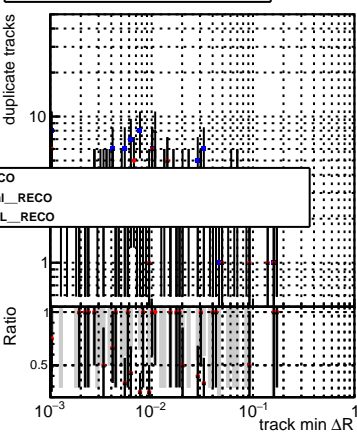 duplicate tracks
10
CO
l__RECO
L__RECO
1
Ratio
1
0.5
10⁻³ 10⁻² 10⁻¹ 1
track min ΔR